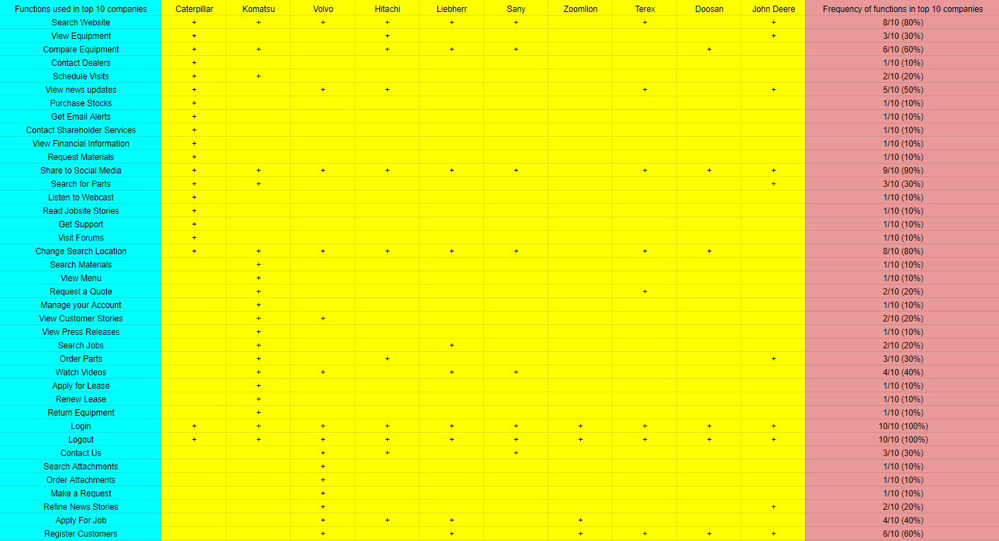 Functions used in top 10 companies Caterpillar Komatsu Volvo Hitachi Liebherr Sany Zoomlion Terex Doosan John Deere Frequency of functions in top 10 companies
Search Website + + + + + + + + 8/10 (80%)
View Equipment + + + 3/10 (30%)
Compare Equipment + + + + + + 6/10 (60%)
Contact Dealers + 1/10 (10%)
Schedule Visits + + 2/10 (20%)
View news updates + + + + + 5/10 (50%)
Purchase Stocks + 1/10 (10%)
Get Email Alerts + 1/10 (10%)
Contact Shareholder Services + 1/10 (10%)
View Financial Information + 1/10 (10%)
Request Materials + 1/10 (10%)
Share to Social Media + + + + + + + + + 9/10 (90%)
Search for Parts + + + 3/10 (30%)
Listen to Webcast + 1/10 (10%)
Read Jobsite Stories + 1/10 (10%)
Get Support + 1/10 (10%)
Visit Forums + 1/10 (10%)
Change Search Location + + + + + + + + 8/10 (80%)
Search Materials + 1/10 (10%)
View Menu + 1/10 (10%)
Request a Quote + + 2/10 (20%)
Manage your Account + 1/10 (10%)
View Customer Stories + + 2/10 (20%)
View Press Releases + 1/10 (10%)
Search Jobs + + 2/10 (20%)
Order Parts + + + 3/10 (30%)
Watch Videos + + + + 4/10 (40%)
Apply for Lease + 1/10 (10%)
Renew Lease + 1/10 (10%)
Return Equipment + 1/10 (10%)
Login + + + + + + + + + + 10/10 (100%)
Logout + + + + + + + + + + 10/10 (100%)
Contact Us + + + 3/10 (30%)
Search Attachments + 1/10 (10%)
Order Attachments + 1/10 (10%)
Make a Request + 1/10 (10%)
Refine News Stories + + 2/10 (20%)
Apply For Job + + + + 4/10 (40%)
Register Customers + + + + + + 6/10 (60%)